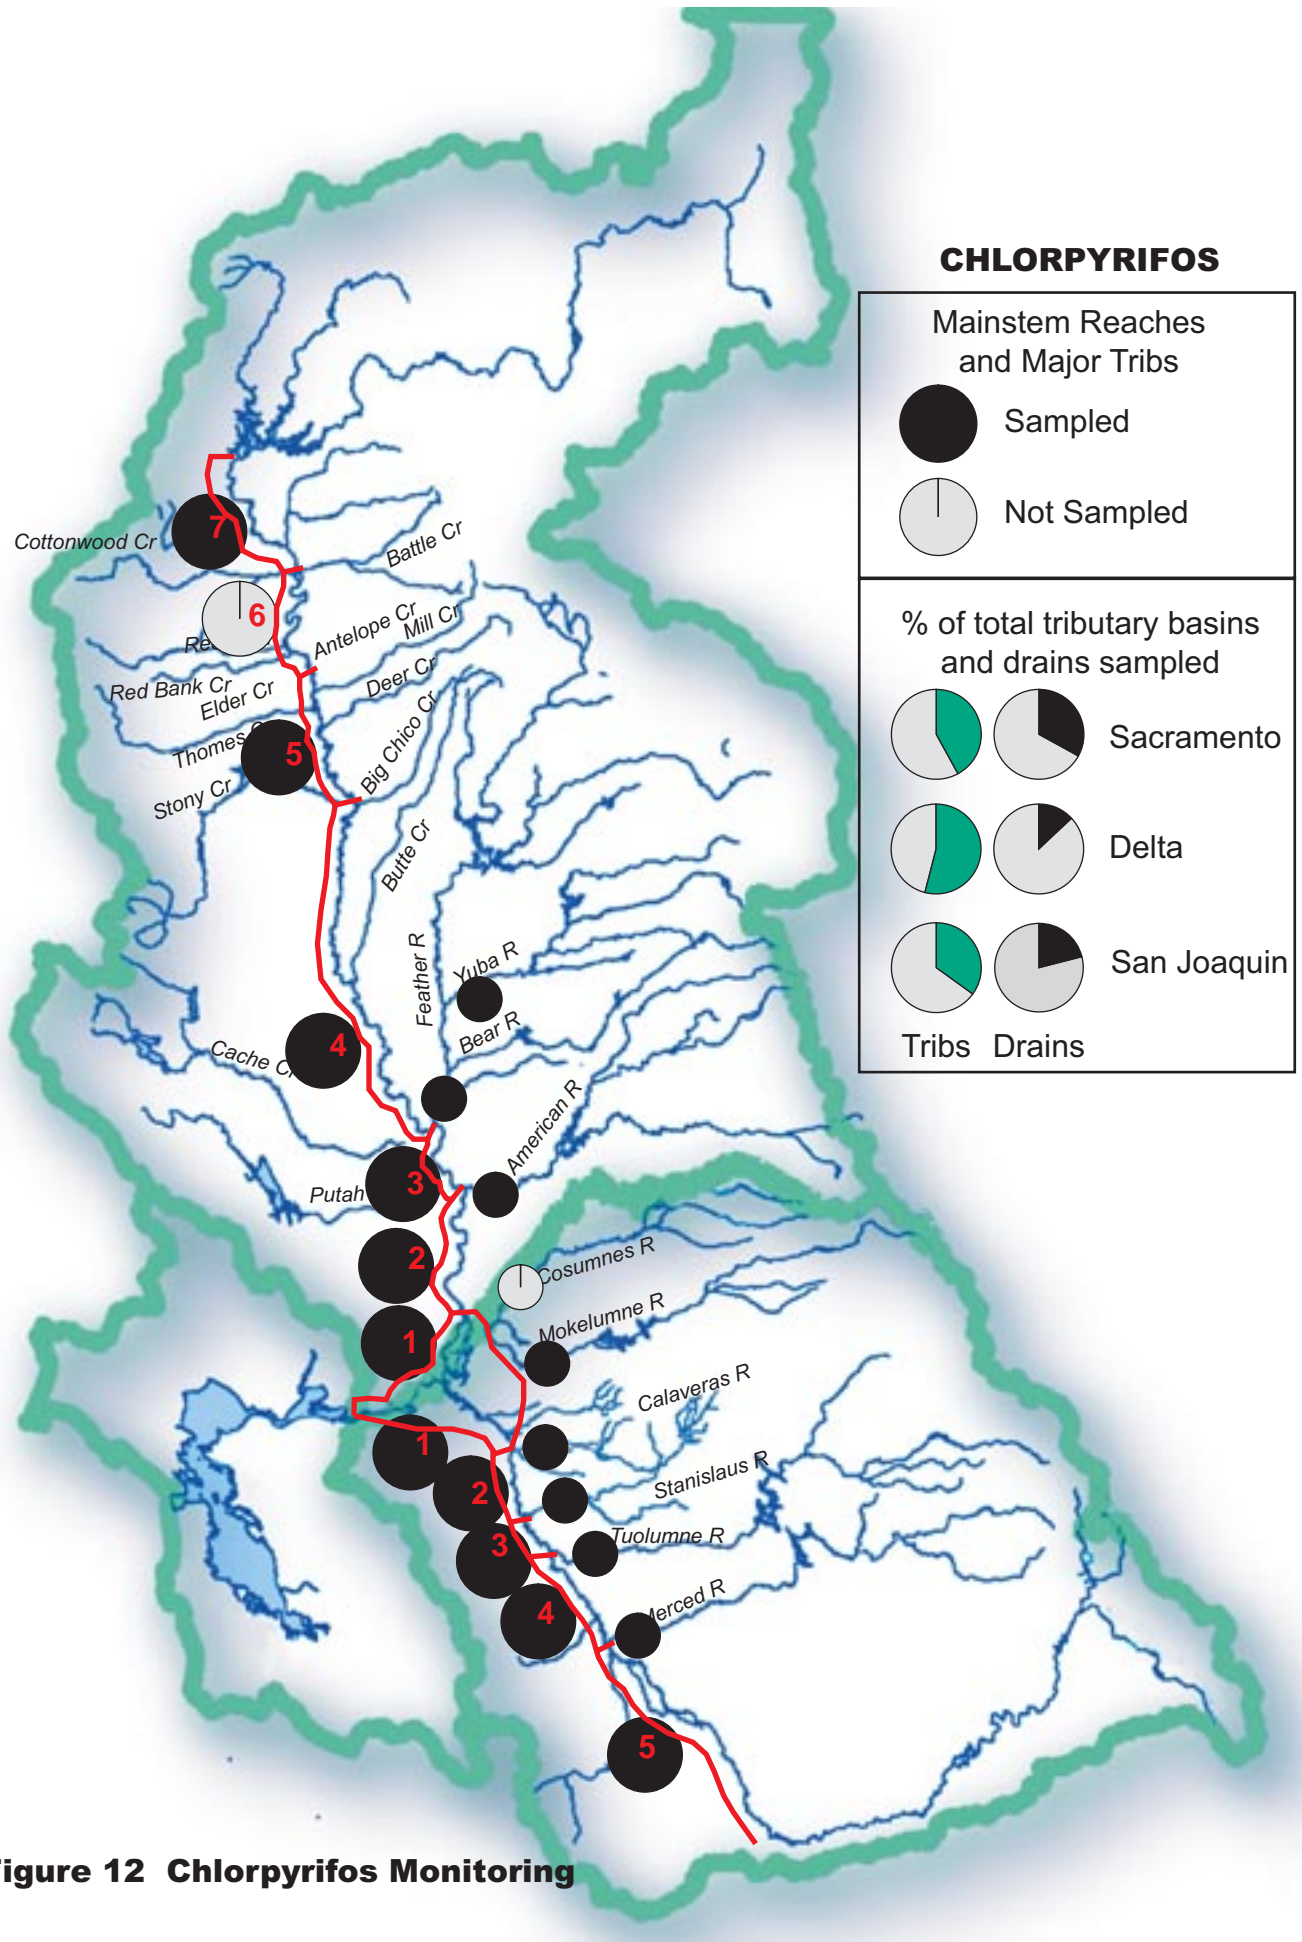 CHLORPYRIFOS
Mainstem Reaches
and Major Tribs
Sampled
Not Sampled
% of total tributary basins
and drains sampled
Sacramento
Delta
San Joaquin
Tribs Drains
7
Cottonwood Cr
Battle Cr
6
Antelope Cr
Mill Cr
Red Bank Cr
Elder Cr
Deer Cr
Thomes
5
Big Chico Cr
Stony Cr
Butte Cr
Feather R
Yuba R
Bear R
4
Cache Cr
American R
3
Putah
2
Cosumnes R
1
Mokelumne R
Calaveras R
1
2
Stanislaus R
3
Tuolumne R
4
Merced R
5
igure 12 Chlorpyrifos Monitoring